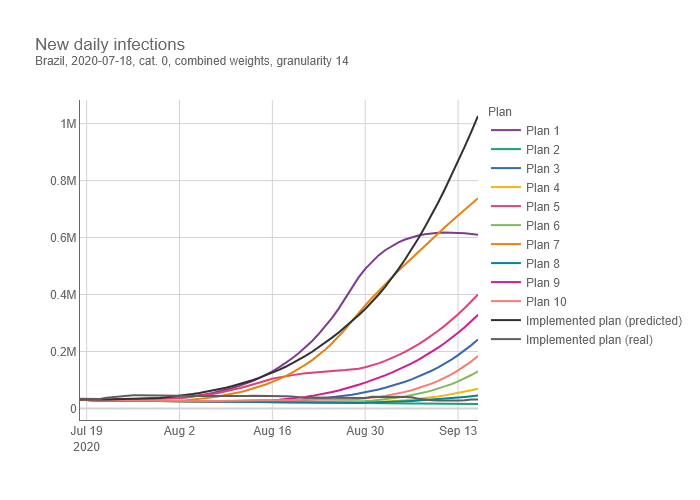 New daily infections
Brazil, 2020-07-18, cat. 0, combined weights, granularity 14
Plan
1M
0.8M
0.6M
0.4M
0.2M
0
Jul 19
2020
Aug 2
Aug 16
Aug 30
Sep 13
Plan 1
Plan 2
Plan 3
Plan 4
Plan 5
Plan 6
Plan 7
Plan 8
Plan 9
Plan 10
Implemented plan (predicted)
Implemented plan (real)